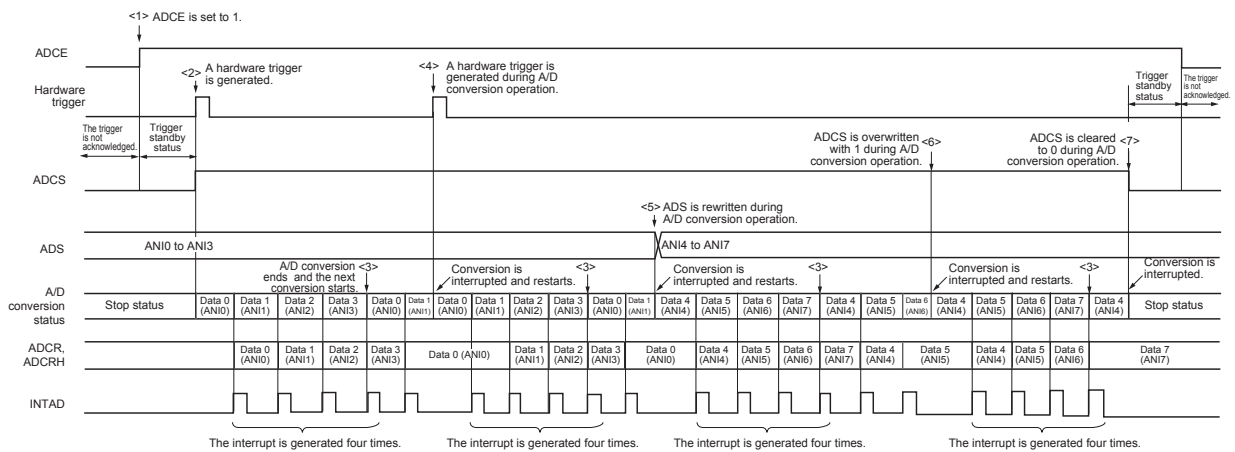 <1> ADCE is set to 1.
ADCE
<2> A hardware trigger
is generated.
<4> A hardware trigger is
generated during A/D
conversion operation.
Hardware
trigger
Trigger
standby
status
The trigger
is not
acknowledged.
The trigger
is not
acknowledged.
Trigger
standby
status
ADCS is overwritten <6>
with 1 during A/D
conversion operation.
ADCS is cleared <7>
to 0 during A/D
conversion operation.
ADCS
<5> ADS is rewritten during
A/D conversion operation.
ADS
ANI0 to ANI3
ANI4 to ANI7
A/D conversion <3>
ends and the next
conversion starts.
Conversion is
interrupted and restarts.
<3>
Conversion is
interrupted and restarts.
<3>
Conversion is
interrupted and restarts.
<3>
Conversion is
interrupted.
A/D
conversion
status
Stop status
Data 0 Data 1 Data 2 Data 3 Data 0 Data 1 Data 0 Data 1 Data 2 Data 3 Data 0 Data 1 Data 4 Data 5 Data 6 Data 7 Data 4 Data 5 Data 6 Data 4 Data 5 Data 6 Data 7 Data 4
(ANI0) (ANI1) (ANI2) (ANI3) (ANI0) (ANI1) (ANI0) (ANI1) (ANI2) (ANI3) (ANI0) (ANI1) (ANI4) (ANI5) (ANI6) (ANI7) (ANI4) (ANI5) (ANI6) (ANI4) (ANI5) (ANI6) (ANI7) (ANI4)
Stop status
ADCR,
ADCRH
Data 0 Data 1 Data 2 Data 3 Data 0 (ANI0) Data 1 Data 2 Data 3 Data 0 Data 4 Data 5 Data 6 Data 7 Data 4 Data 5 Data 4 Data 5 Data 6 Data 7
(ANI0) (ANI1) (ANI2) (ANI3) (ANI1) (ANI2) (ANI3) (ANI0) (ANI4) (ANI5) (ANI6) (ANI7) (ANI4) (ANI5) (ANI4) (ANI5) (ANI6) (ANI7)
INTAD
The interrupt is generated four times.
The interrupt is generated four times.
The interrupt is generated four times.
The interrupt is generated four times.